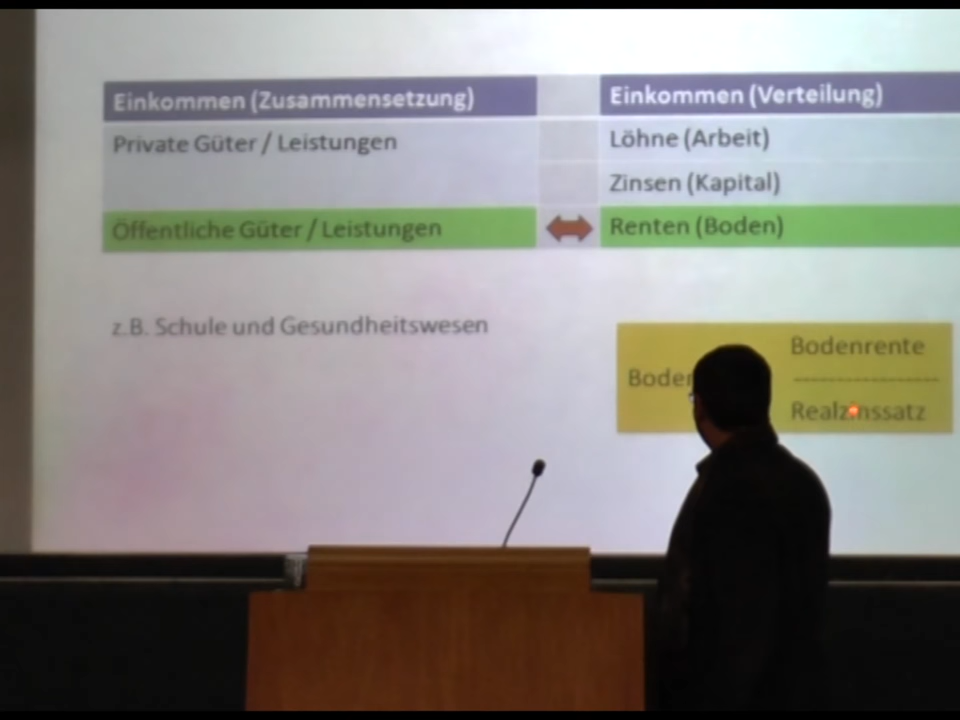 Einkommen (Zusammensetzung)
Einkommen (Verteilung)
Private Güter / Leistungen
Löhne (Arbeit)
Zinsen (Kapital)
Öffentliche Güter / Leistungen
Renten (Boden)
z.B. Schule und Gesundheitswesen
Bodenrente
--------------------
Realzinssatz